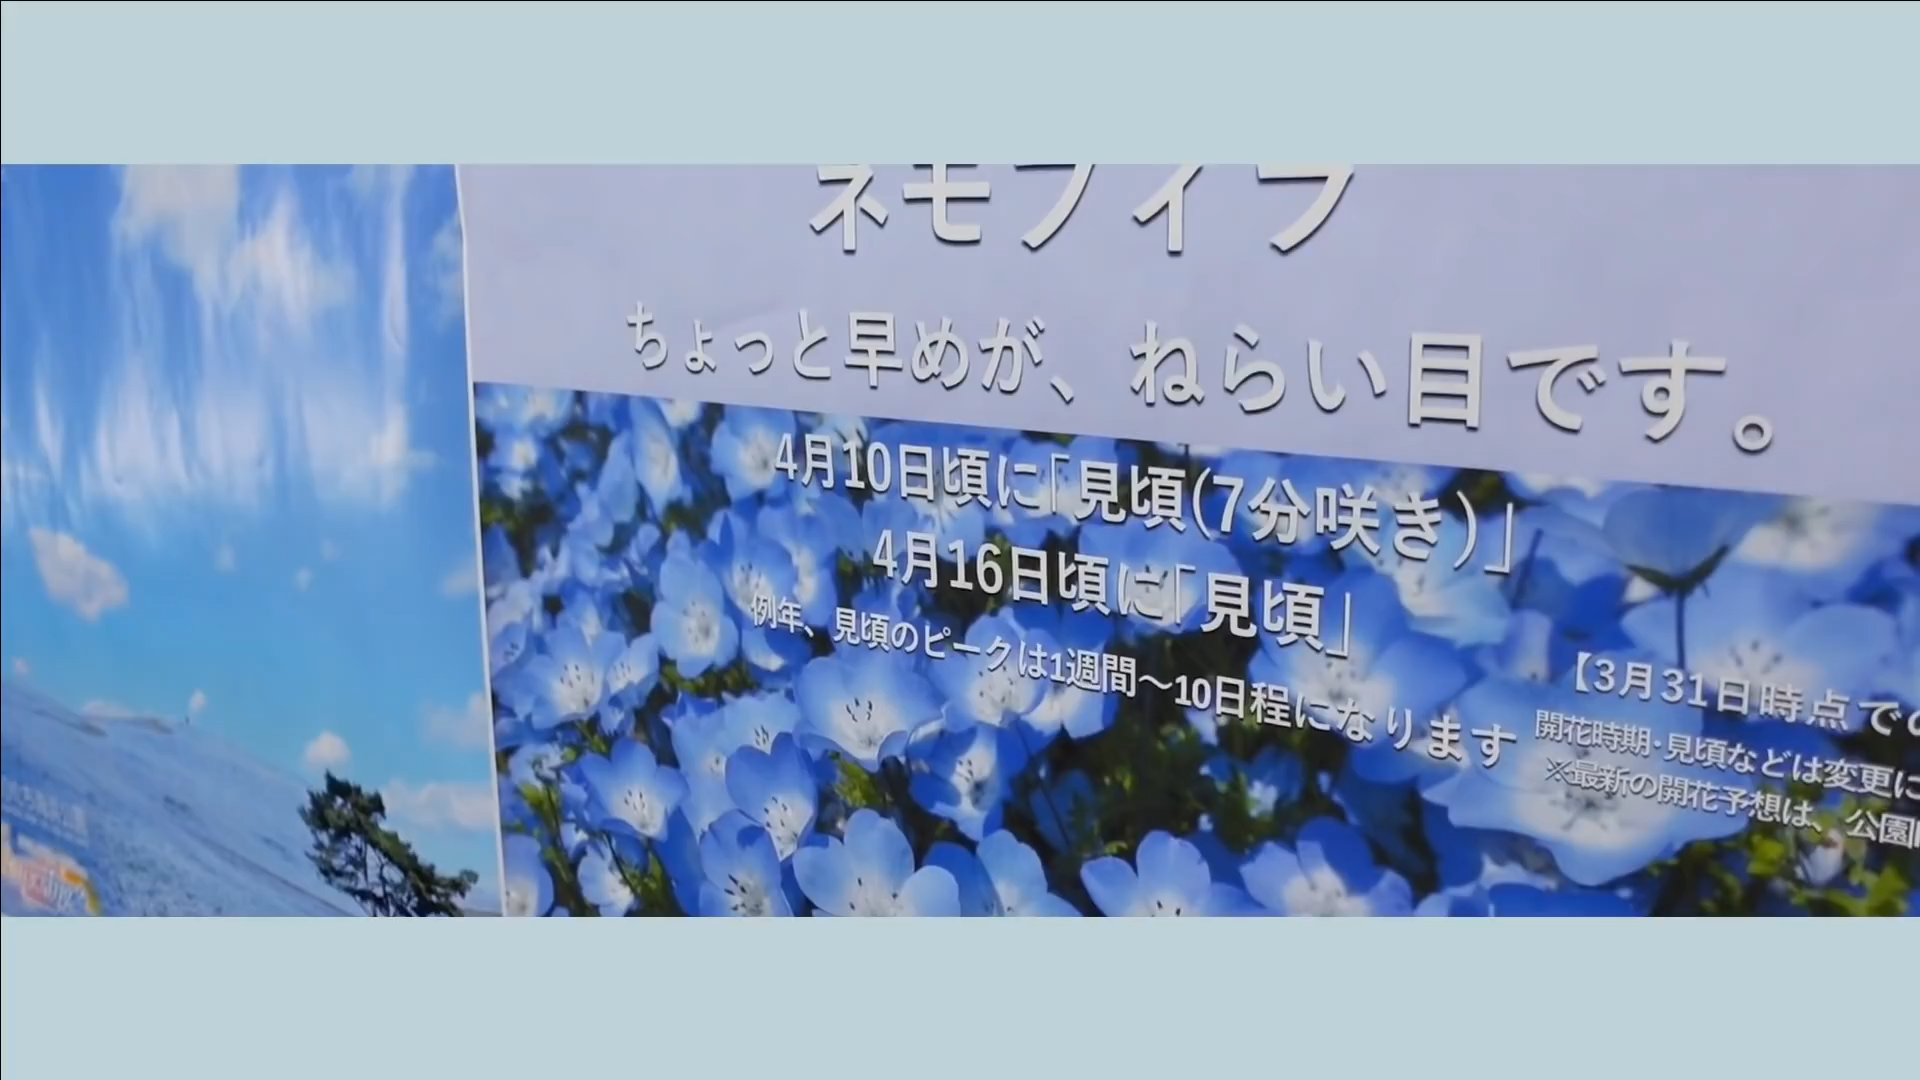 ネモフィラ
ちょっと早めが、ねらい目です。
4月10日頃に「見頃(7分咲き)」
4月16日頃に「見頃」
例年、見頃のピークは1週間～10日程になります
【3月31日時点での
開花時期・見頃などは変更に
※最新の開花予想は、公園